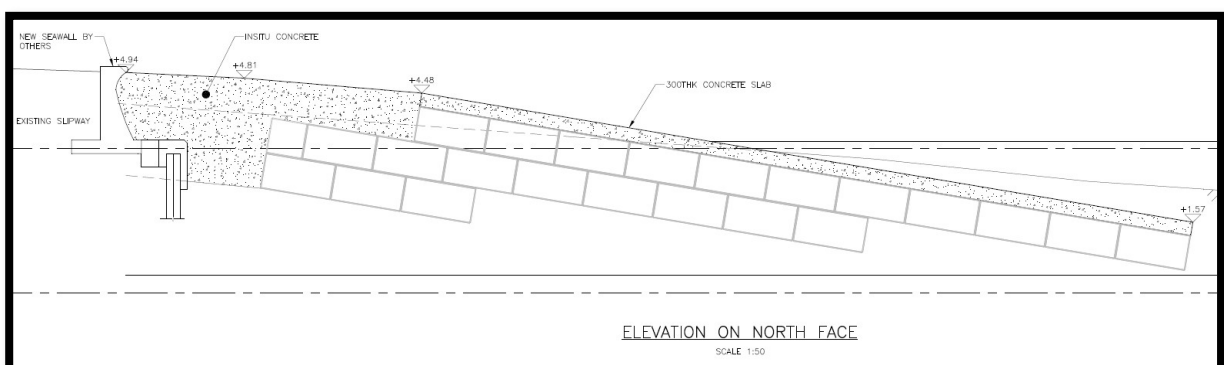 NEW SEAWALL BY
OTHERS
INSITU CONCRETE
+4.94
+4.81
+4.48
300THK CONCRETE SLAB
EXISTING SLIPWAY
+1.57
ELEVATION ON NORTH FACE
SCALE 1:50